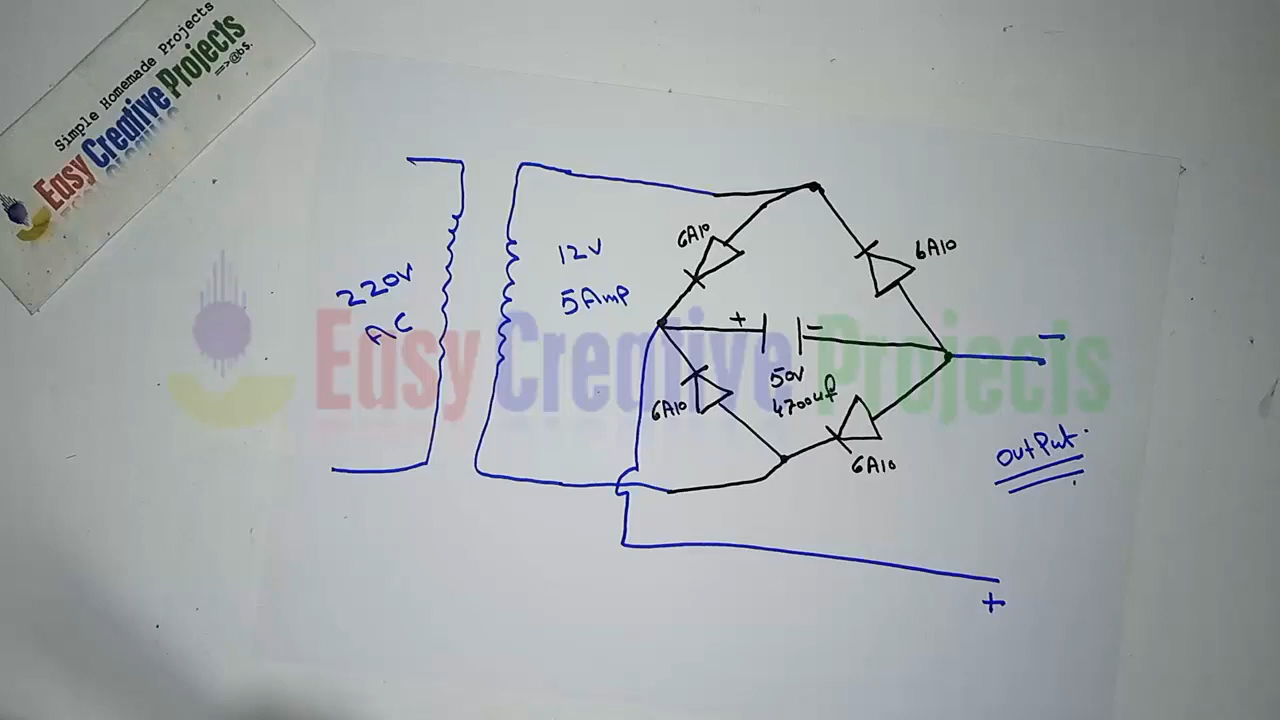 Simple Homemade Projects
Easy Creative Projects
==>@bs.
220V
AC
12V
5Amp
6A10
6A10
+
-
50V
4700uf
6A10
6A10
-
output.
+
Easy Creative Projects